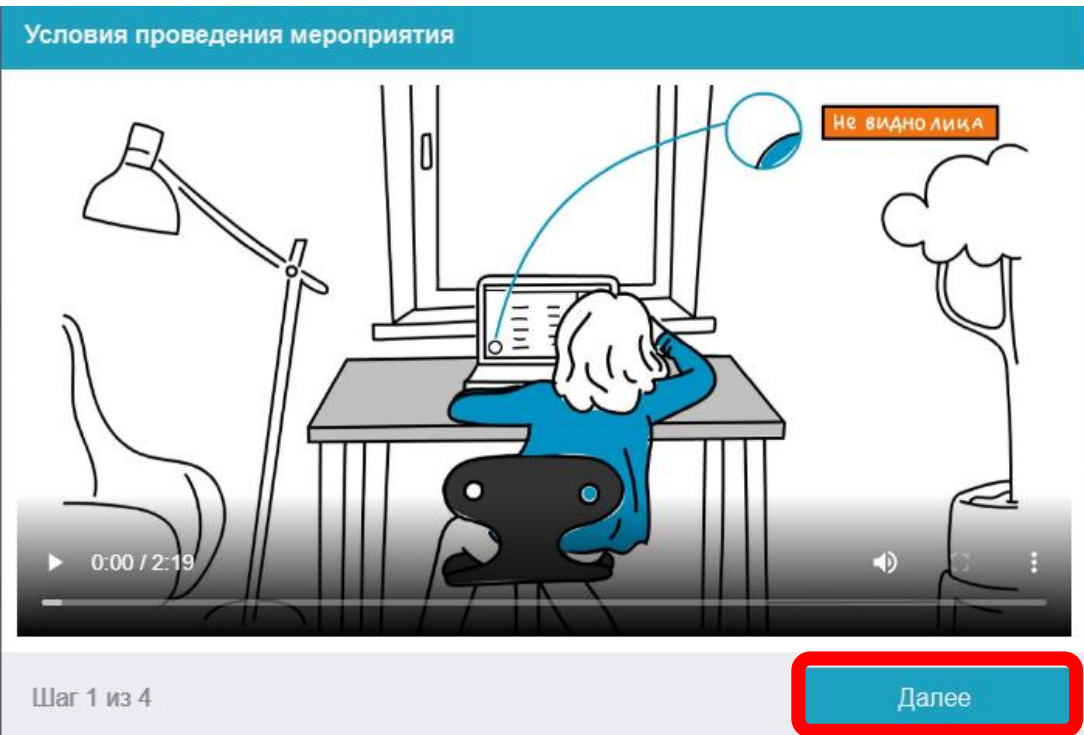 Условия проведения мероприятия
Не видно лица
0:00 / 2:19
Шаг 1 из 4
Далее